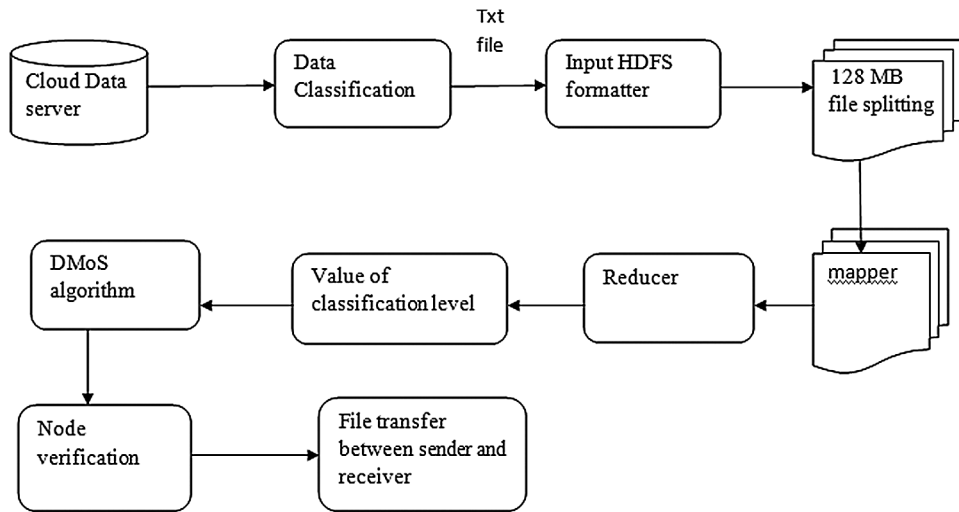 Txt
file
Cloud Data
server
Data
Classification
Input HDFS
formatter
128 MB
file splitting
DMoS
algorithm
Value of
classification level
Reducer
mapper
Node
verification
File transfer
between sender and
receiver